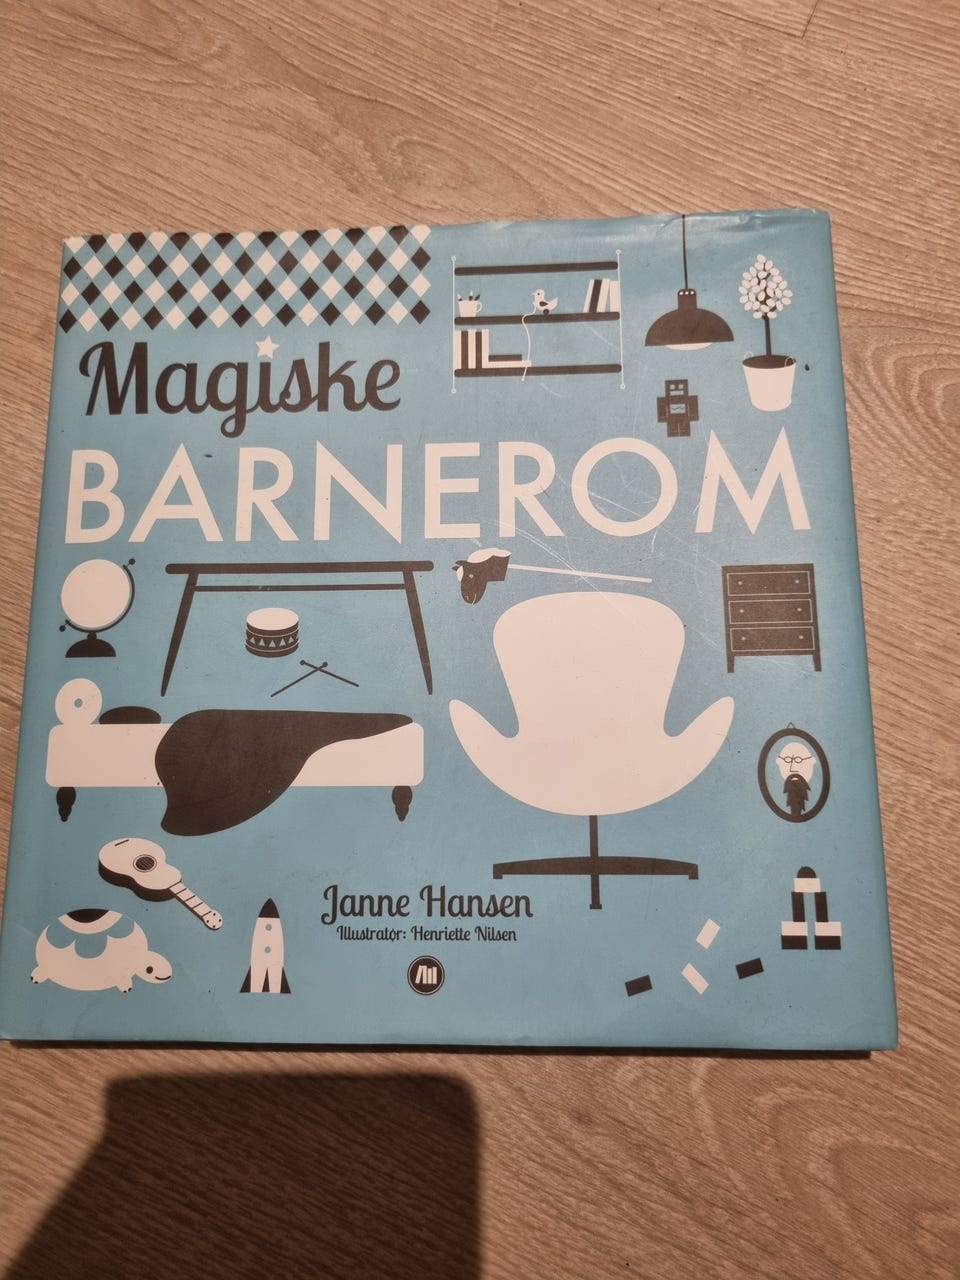 Magiske
BARNEROM
Janne Hansen
Illustratør: Henriette Nilsen